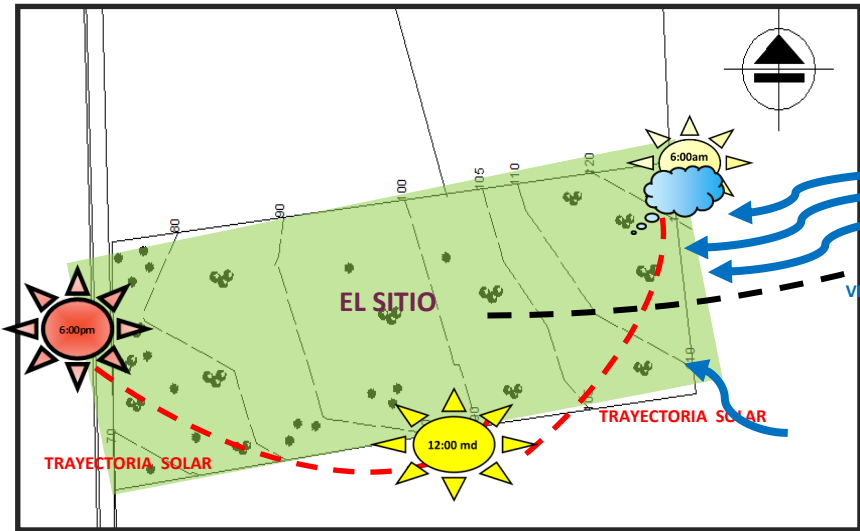 6:00am
120
110
105
100
90
80
EL SITIO
6:00pm
12:00 md
TRAYECTORIA SOLAR
TRAYECTORIA SOLAR
70